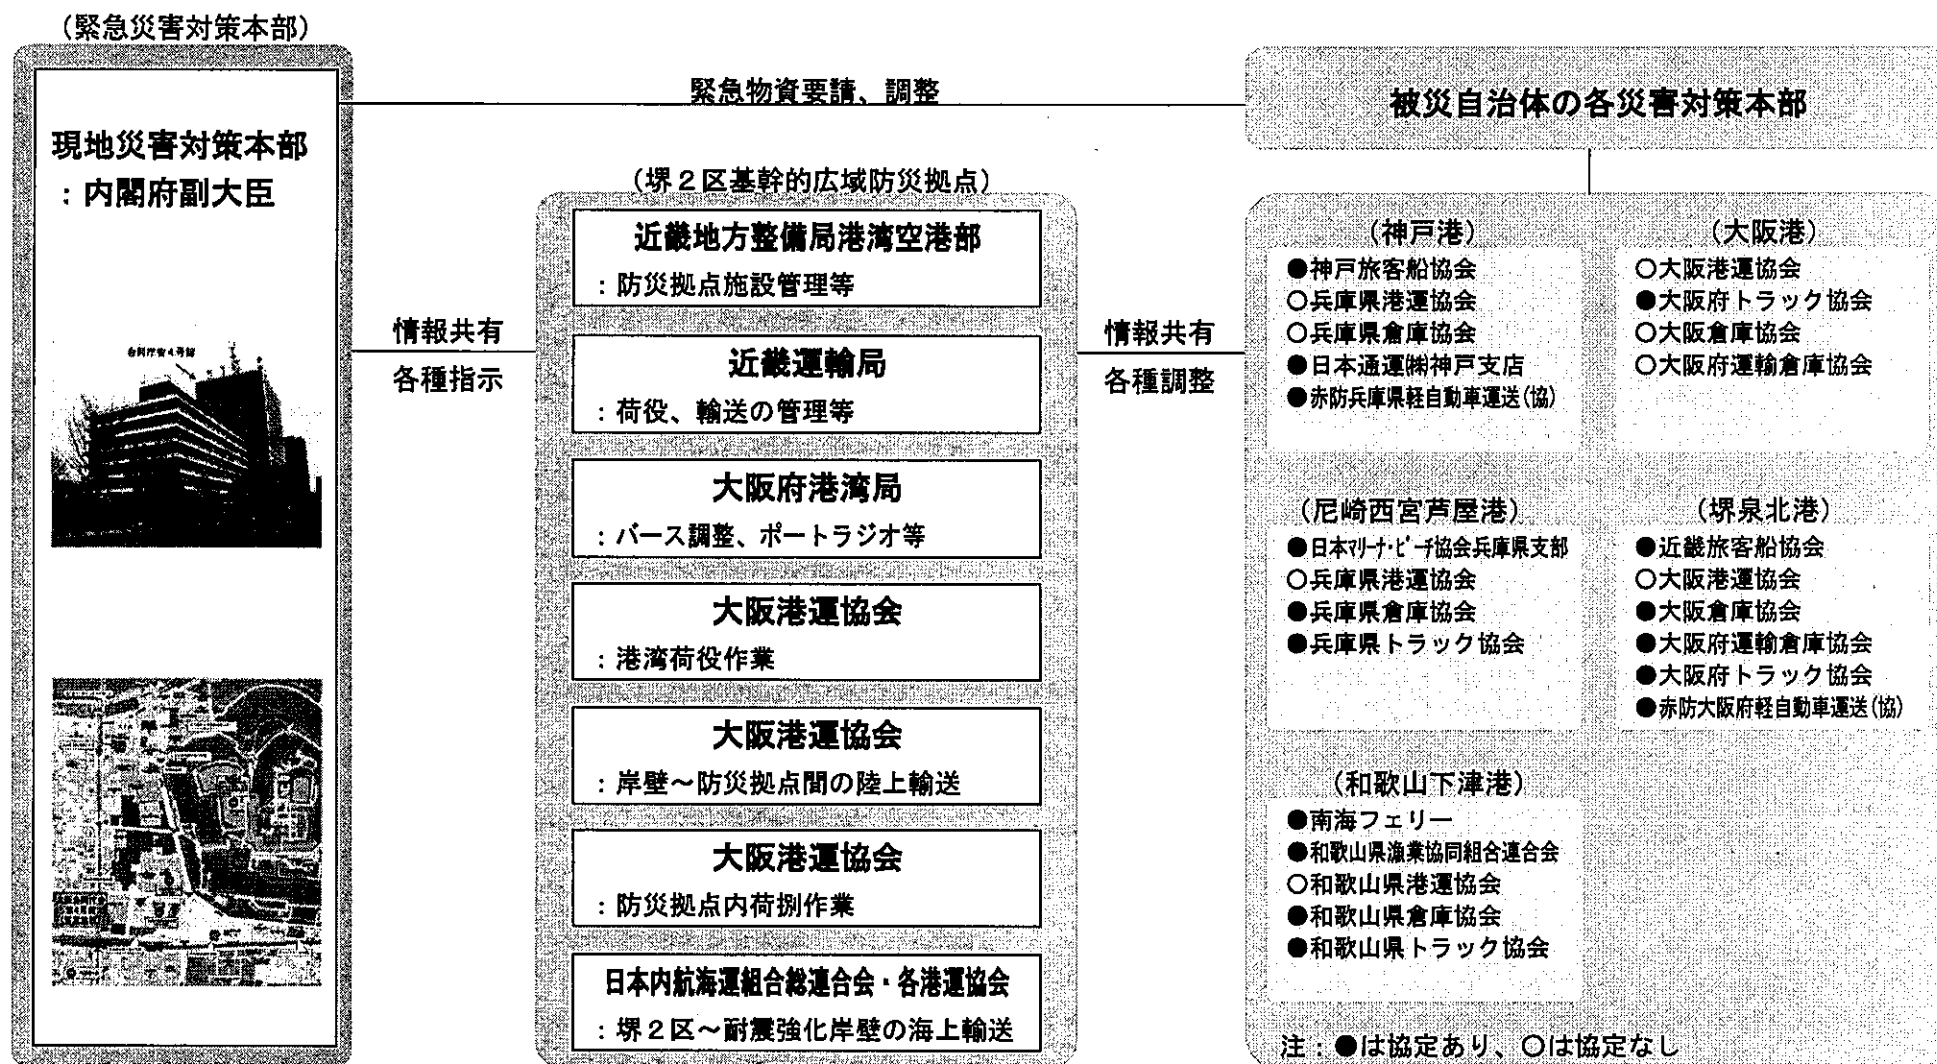 (緊急災害対策本部)
現地災害対策本部
:内閣府副大臣
合同庁舎4号館
緊急物資要請、調整
被災自治体の各災害対策本部
情報共有
各種指示
(堺2区基幹的広域防災拠点)
近畿地方整備局港湾空港部
:防災拠点施設管理等
近畿運輸局
:荷役、輸送の管理等
大阪府港湾局
:バース調整、ポートラジオ等
大阪港運協会
:港湾荷役作業
大阪港運協会
:岸壁~防災拠点間の陸上輸送
大阪港運協会
:防災拠点内荷捌作業
日本内航海運組合総連合会・各港運協会
:堺2区~耐震強化岸壁の海上輸送
情報共有
各種調整
(神戸港)
●神戸旅客船協会
○兵庫県港運協会
○兵庫県倉庫協会
●日本通運㈱神戸支店
●赤防兵庫県軽自動車運送(協)
(大阪港)
○大阪港運協会
●大阪府トラック協会
○大阪倉庫協会
○大阪府運輸倉庫協会
(尼崎西宮芦屋港)
●日本マリーナ・ビーチ協会兵庫県支部
○兵庫県港運協会
●兵庫県倉庫協会
●兵庫県トラック協会
(堺泉北港)
●近畿旅客船協会
○大阪港運協会
●大阪倉庫協会
●大阪府運輸倉庫協会
●大阪府トラック協会
●赤防大阪府軽自動車運送(協)
(和歌山下津港)
●南海フェリー
●和歌山県漁業協同組合連合会
○和歌山県港運協会
●和歌山県倉庫協会
●和歌山県トラック協会
注:●は協定あり、○は協定なし